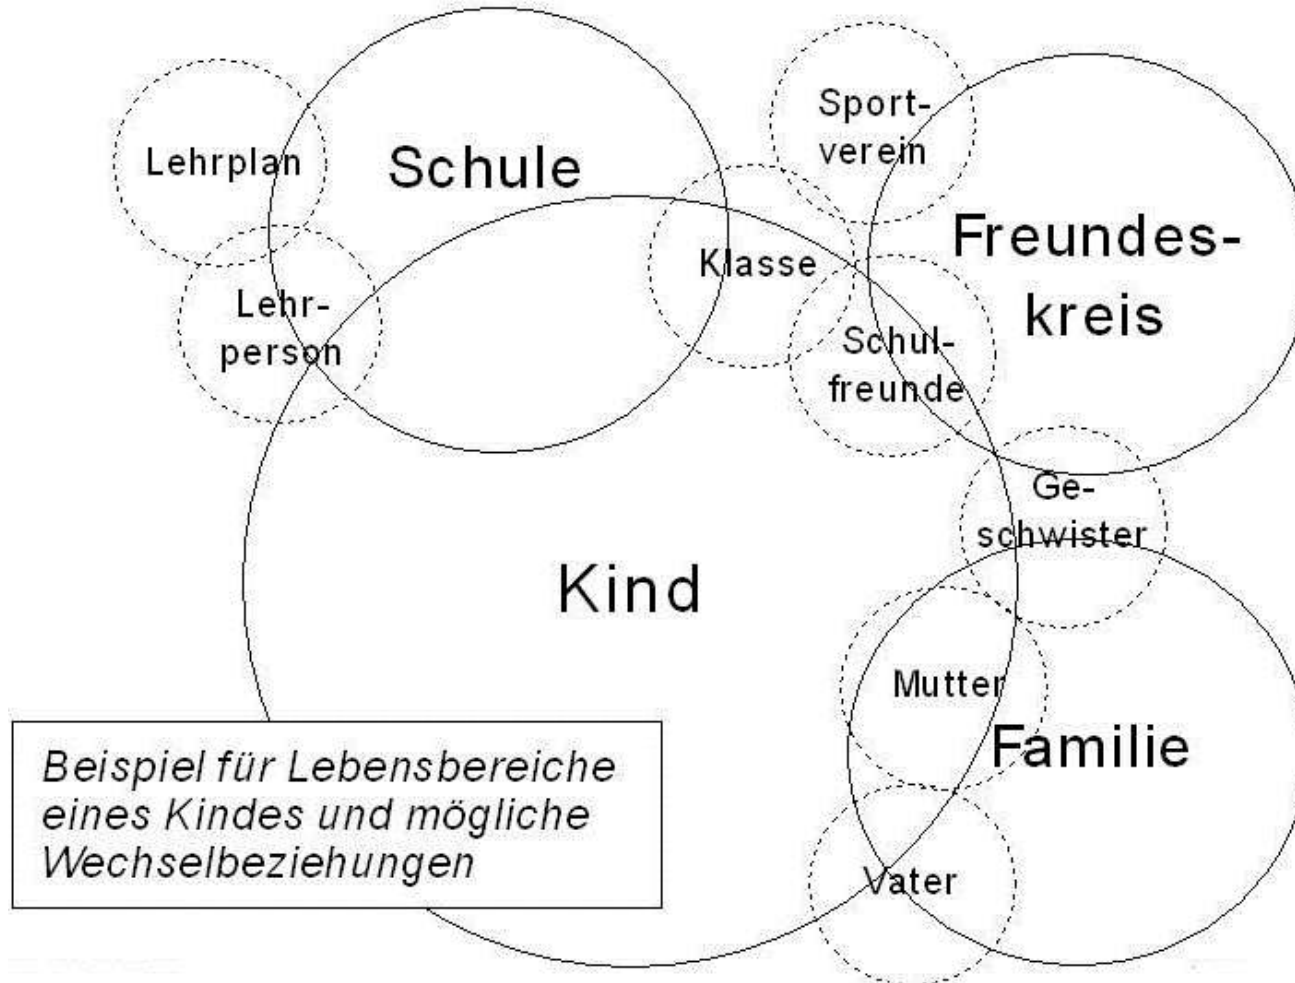 Sport-
verein
Lehrplan
Schule
Freundes-
kreis
Klasse
Lehr-
person
Schul-
freunde
Ge-
schwister
Kind
Mutter
Familie
Vater
Beispiel für Lebensbereiche
eines Kindes und mögliche
Wechselbeziehungen